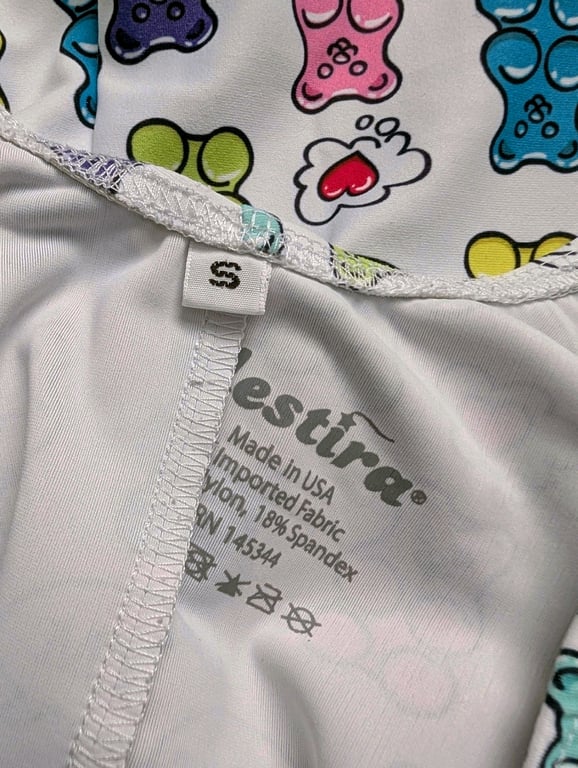 S
lestira®
Made in USA
Imported Fabric
ylon, 18% Spandex
RN 145344